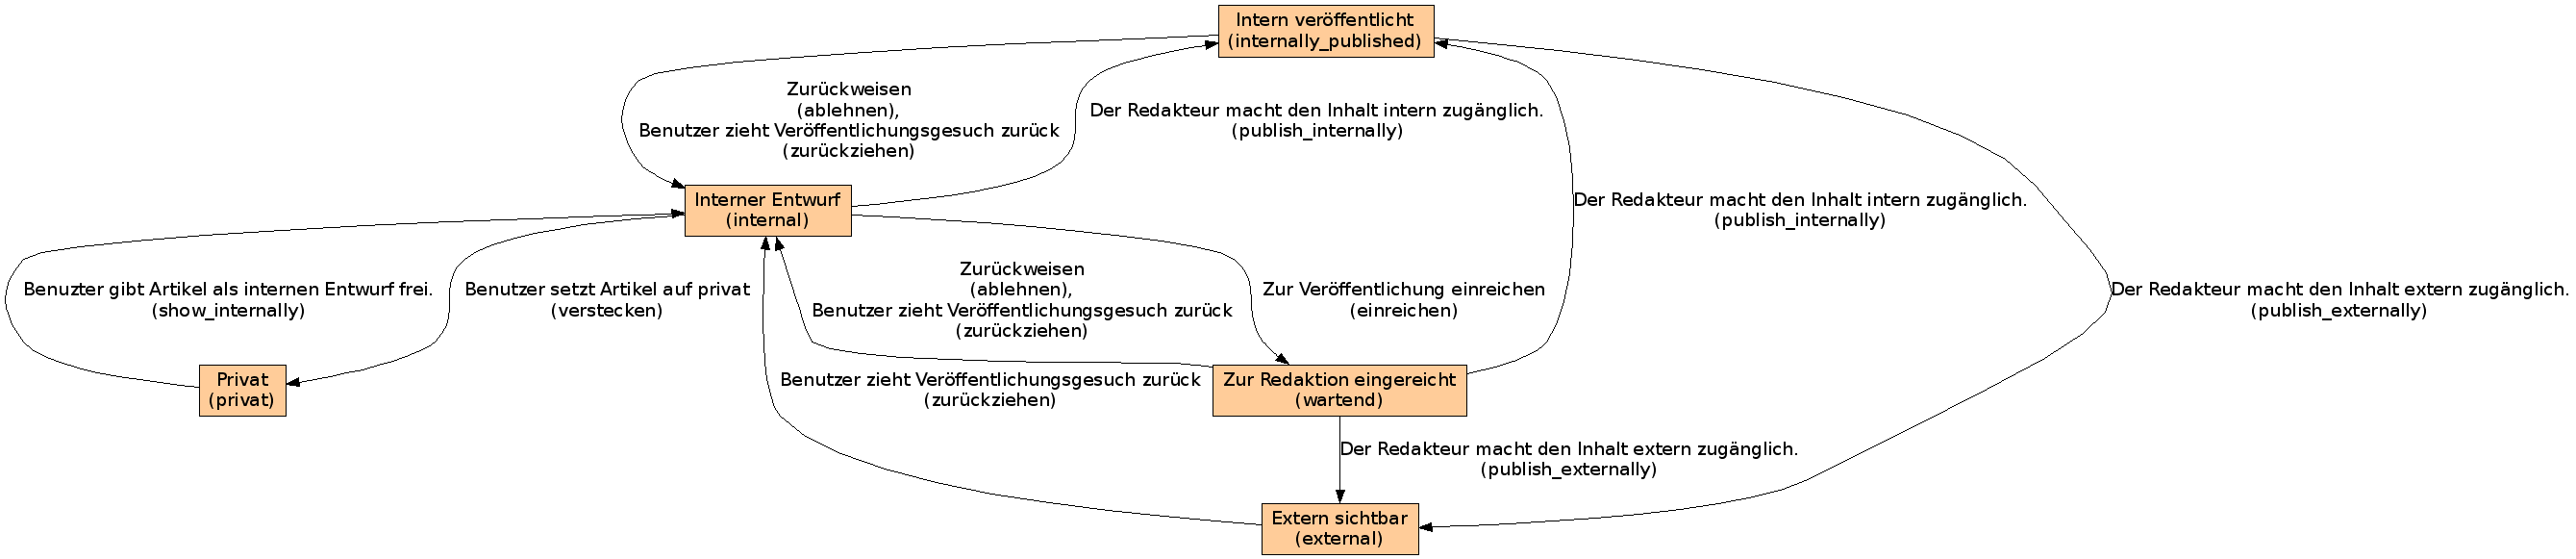 Intern veröffentlicht
(internally_published)
Zurückweisen
(ablehnen),
Benutzer zieht Veröffentlichungsgesuch zurück
(zurückziehen)
Der Redakteur macht den Inhalt intern zugänglich.
(publish_internally)
Interner Entwurf
(internal)
Der Redakteur macht den Inhalt intern zugänglich.
(publish_internally)
Benuzter gibt Artikel als internen Entwurf frei.
(show_internally)
Benutzer setzt Artikel auf privat
(verstecken)
Zurückweisen
(ablehnen),
Benutzer zieht Veröffentlichungsgesuch zurück
(zurückziehen)
Zur Veröffentlichung einreichen
(einreichen)
Der Redakteur macht den Inhalt extern zugänglich.
(publish_externally)
Privat
(privat)
Benutzer zieht Veröffentlichungsgesuch zurück
(zurückziehen)
Zur Redaktion eingereicht
(wartend)
Der Redakteur macht den Inhalt extern zugänglich.
(publish_externally)
Extern sichtbar
(external)